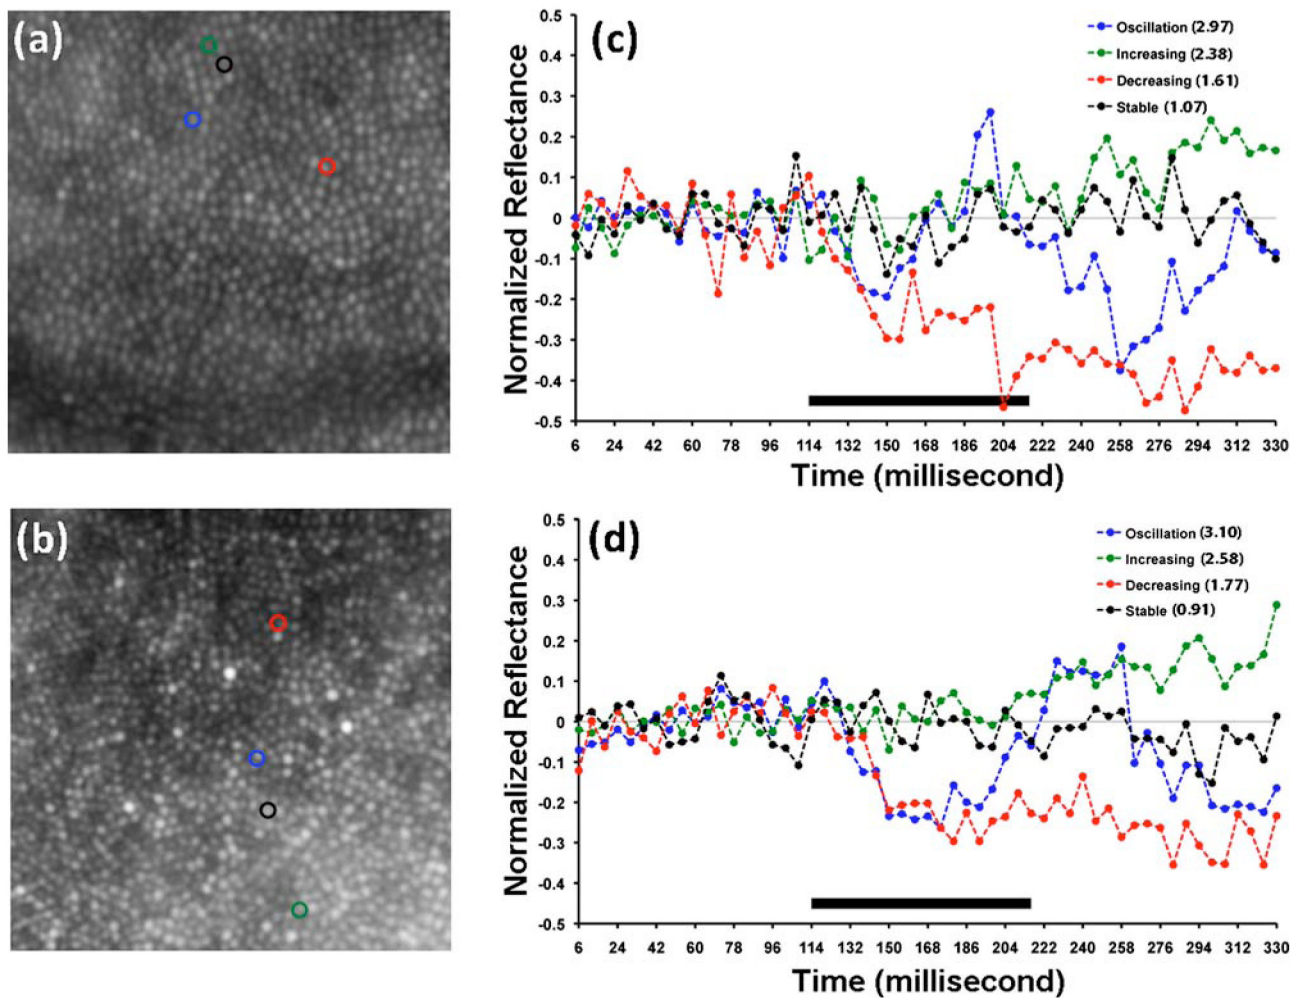 (a)
(c)
0.5
0.4
0.3
0.2
0.1
0
-0.1
-0.2
-0.3
-0.4
-0.5
Normalized Reflectance
Oscillation (2.97)
Increasing (2.38)
Decreasing (1.61)
Stable (1.07)
6 24 42 60 78 96 114 132 150 168 186 204 222 240 258 276 294 312 330
Time (millisecond)
(b)
(d)
0.5
0.4
0.3
0.2
0.1
0
-0.1
-0.2
-0.3
-0.4
-0.5
Normalized Reflectance
Oscillation (3.10)
Increasing (2.58)
Decreasing (1.77)
Stable (0.91)
6 24 42 60 78 96 114 132 150 168 186 204 222 240 258 276 294 312 330
Time (millisecond)